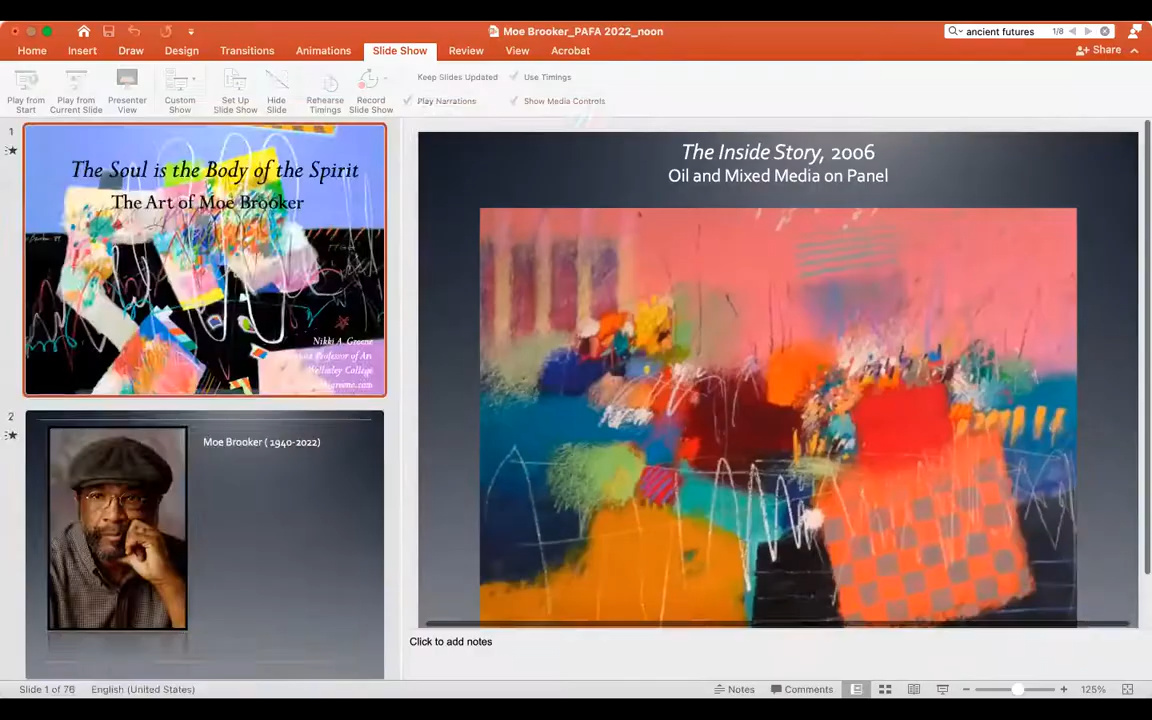 Moe Brooker_PAFA 2022_noon
ancient futures
1/8
Home Insert Draw Design Transitions Animations Slide Show Review View Acrobat
Share
Play from Start
Play from Current Slide
Presenter View
Custom Show
Set Up Slide Show
Hide Slide
Rehearse Timings
Record Slide Show
Keep Slides Updated
Use Timings
Play Narrations
Show Media Controls
1
The Soul is the Body of the Spirit
The Art of Moe Brooker
Nikki A. Greene
Professor of Art
Wellesley College
2
Moe Brooker ( 1940-2022)
The Inside Story, 2006
Oil and Mixed Media on Panel
Click to add notes
Slide 1 of 76
English (United States)
Notes
Comments
125%